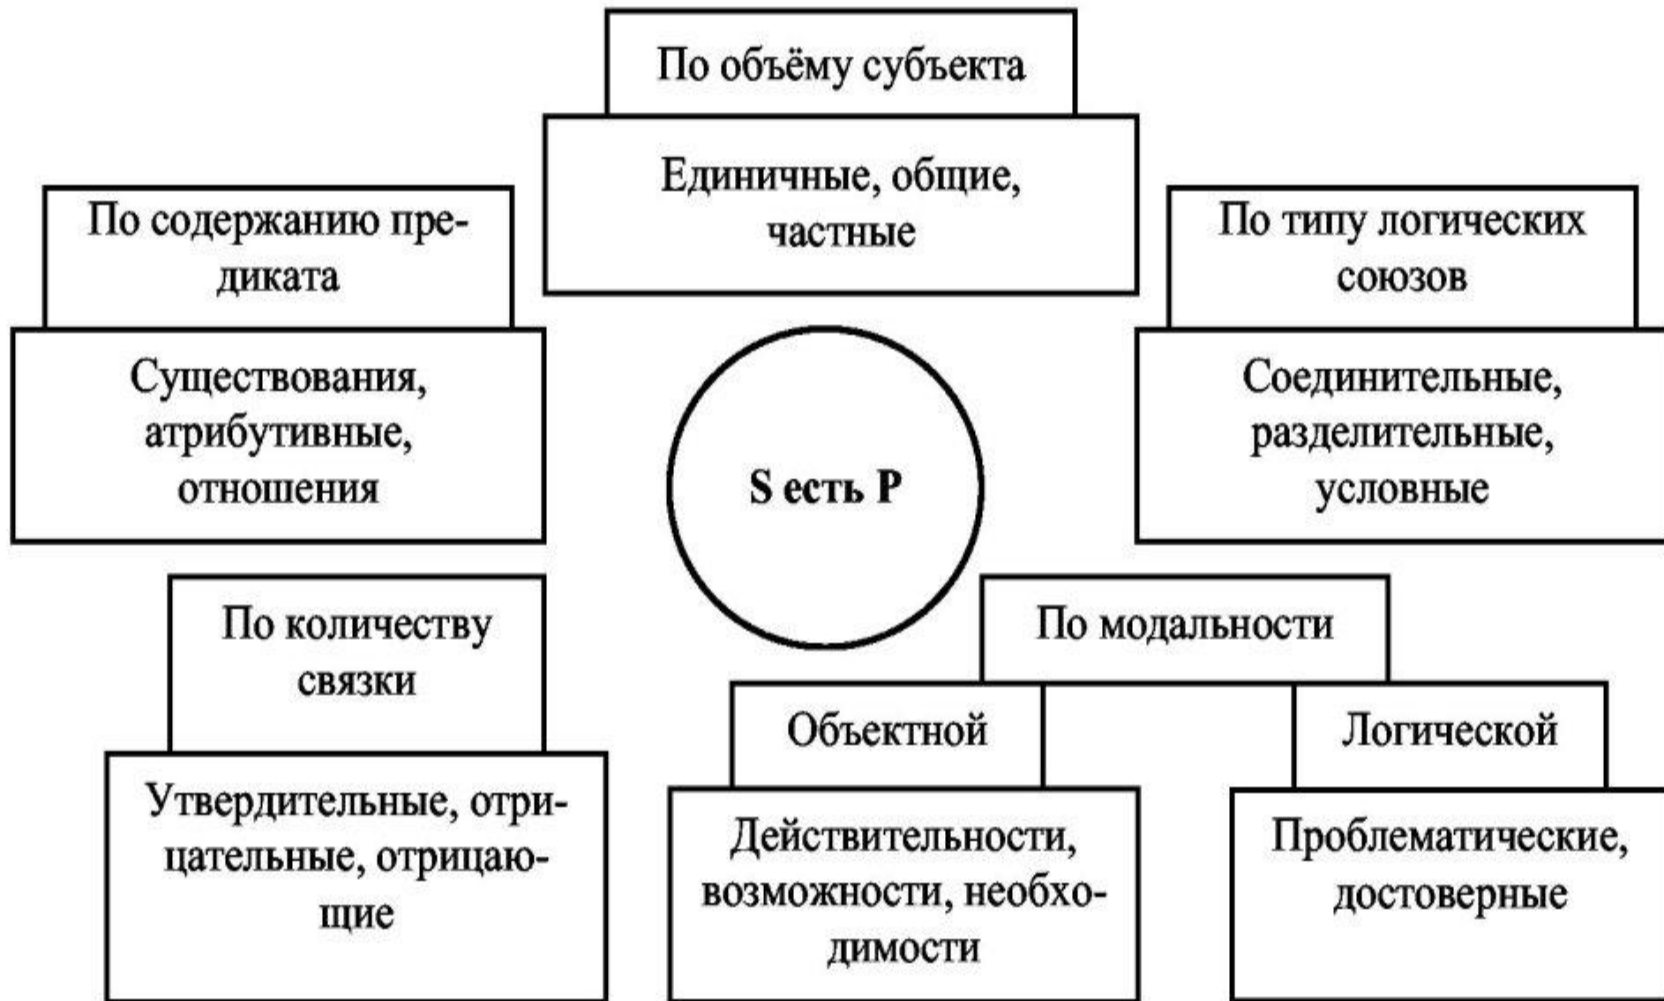 По объёму субъекта
Единичные, общие,
частные
По содержанию пре-
диката
Существования,
атрибутивные,
отношения
По типу логических
союзов
Соединительные,
разделительные,
условные
S есть P
По количеству
связки
Утвердительные, отри-
цательные, отрицаю-
щие
По модальности
Объектной
Действительности,
возможности, необхо-
димости
Логической
Проблематические,
достоверные